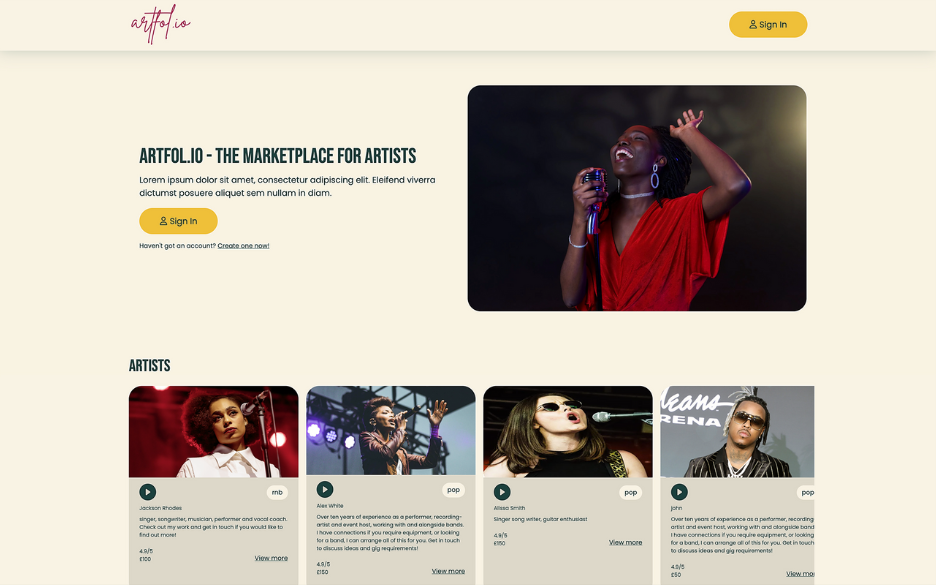 artfol.io
Sign In
ARTFOL.IO - THE MARKETPLACE FOR ARTISTS
Lorem ipsum dolor sit amet, consectetur adipiscing elit. Eleifend viverra
dictumst posuere aliquet sem nullam in diam.
Sign In
Haven't got an account? Create one now!
ARTISTS
eans
RENA
rnb
Jackson Rhodes
singer, songwriter, musician, performer and vocal coach.
Check out my work and get in touch if you would like to
find out more!
4.9/5
£100
View more
pop
Alex White
Over ten years of experience as a performer, recording-
artist and event host, working with and alongside bands.
I have connections if you require equipment, or looking
for a band, I can arrange all of this for you. Get in touch
to discuss ideas and gig requirements!
4.9/5
£150
View more
pop
Alissa Smith
Singer song writer, guitar enthusiast
4.9/5
£150
View more
pop
john
Over ten years of experience as a performer, recording
artist and event host, working with and alongside band
I have connections if you require equipment, or looking
for a band, I can arrange all of this for you. Get in touch
to discuss ideas and gig requirements!
4.9/5
£50
View more